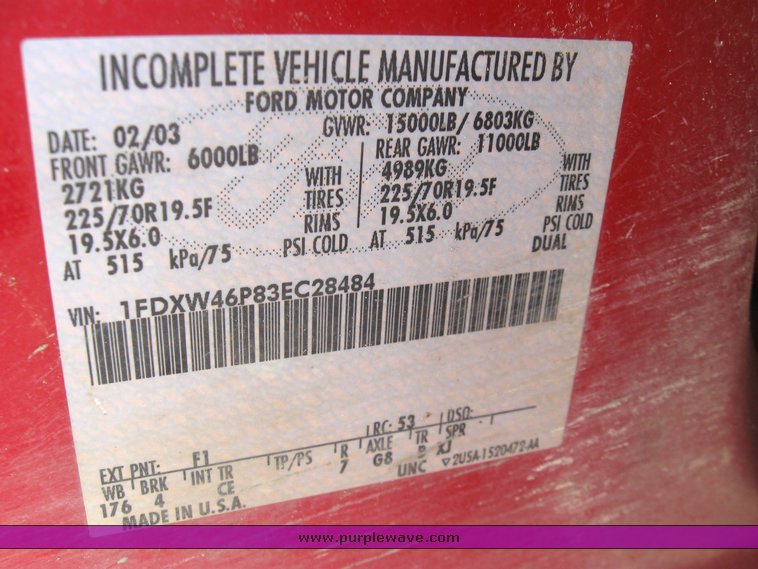 INCOMPLETE VEHICLE MANUFACTURED BY
FORD MOTOR COMPANY
DATE: 02/03 GVWR: 15000LB/ 6803KG
FRONT GAWR: 6000LB REAR GAWR: 11000LB
2721KG WITH 4989KG WITH
225/70R19.5F TIRES 225/70R19.5F TIRES
19.5X6.0 RIMS 19.5X6.0 RIMS
AT 515 kPa/75 PSI COLD AT 515 kPa/75 PSI COLD
DUAL
VIN: 1FDXW46P83EC28484
EXT PNT: F1 RC: 53 DSO:
WB BRK INT TR TP/PS R AXLE TR SPR
176 4 CE 7 G8 XJ
UNC ▽2U5A-1520472-AA
MADE IN U.S.A.
www.purplewave.com